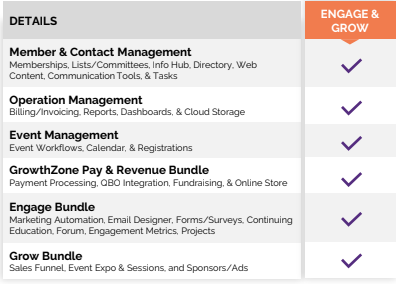 DETAILS
ENGAGE &
GROW
Member & Contact Management
Memberships, Lists/Committees, Info Hub, Directory, Web
Content, Communication Tools, & Tasks
Operation Management
Billing/Invoicing, Reports, Dashboards, & Cloud Storage
Event Management
Event Workflows, Calendar, & Registrations
GrowthZone Pay & Revenue Bundle
Payment Processing, QBO Integration, Fundraising, & Online Store
Engage Bundle
Marketing Automation, Email Designer, Forms/Surveys, Continuing
Education, Forum, Engagement Metrics, Projects
Grow Bundle
Sales Funnel, Event Expo & Sessions, and Sponsors/Ads